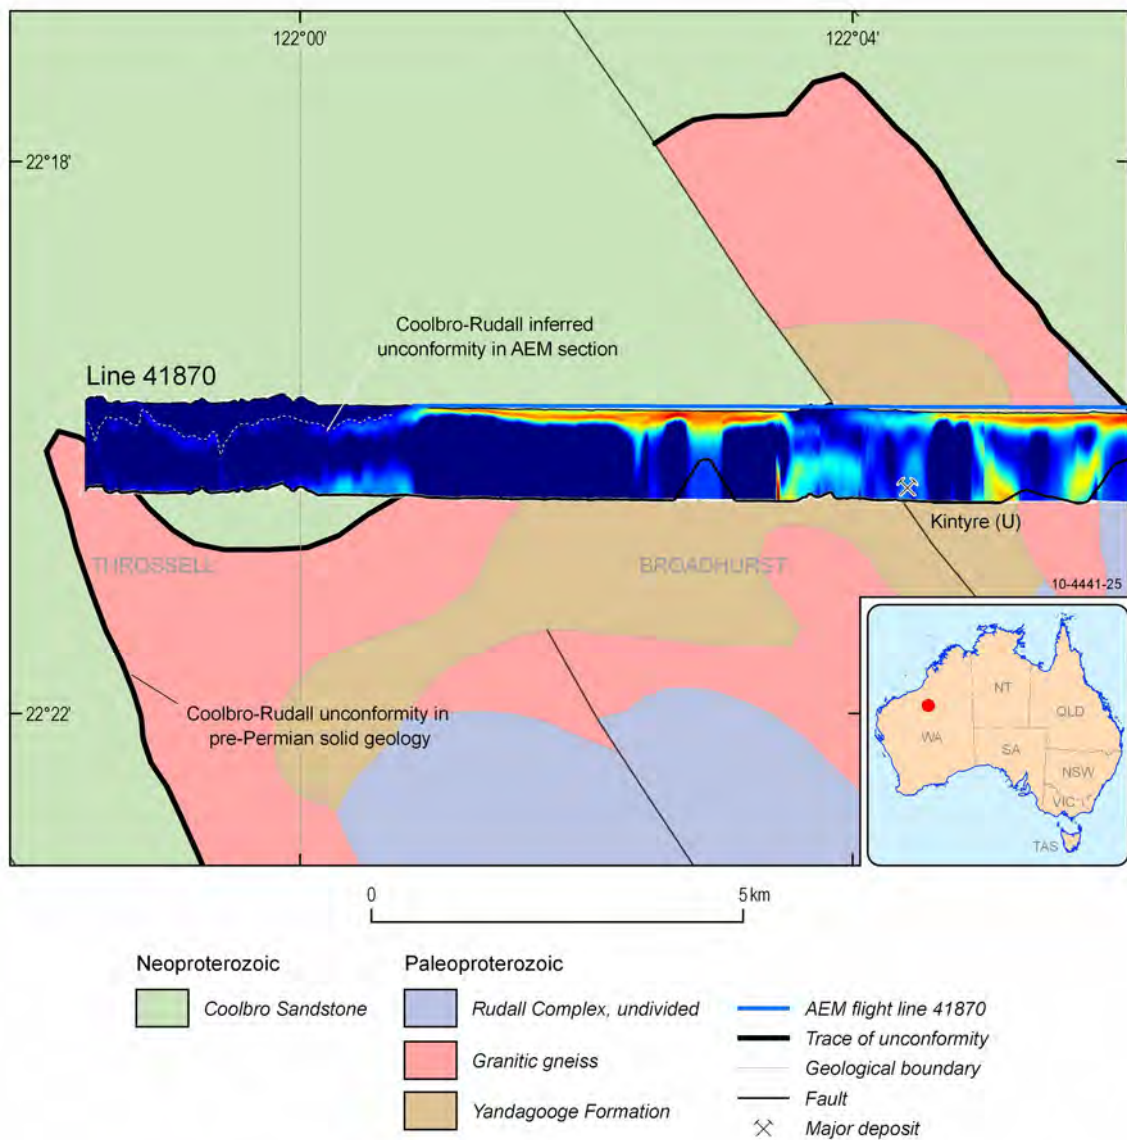 122°00'
122°04'
22°18'
Coolbro-Rudall inferred
unconformity in AEM section
Line 41870
Kintyre (U)
THROSSELL
BROADHURST
10-4441-25
22°22'
Coolbro-Rudall unconformity in
pre-Permian solid geology
NT
QLD
WA
SA
NSW
VIC
TAS
0
5 km
Neoproterozoic
Coolbro Sandstone
Paleoproterozoic
Rudall Complex, undivided
Granitic gneiss
Yandagooge Formation
AEM flight line 41870
Trace of unconformity
Geological boundary
Fault
Major deposit